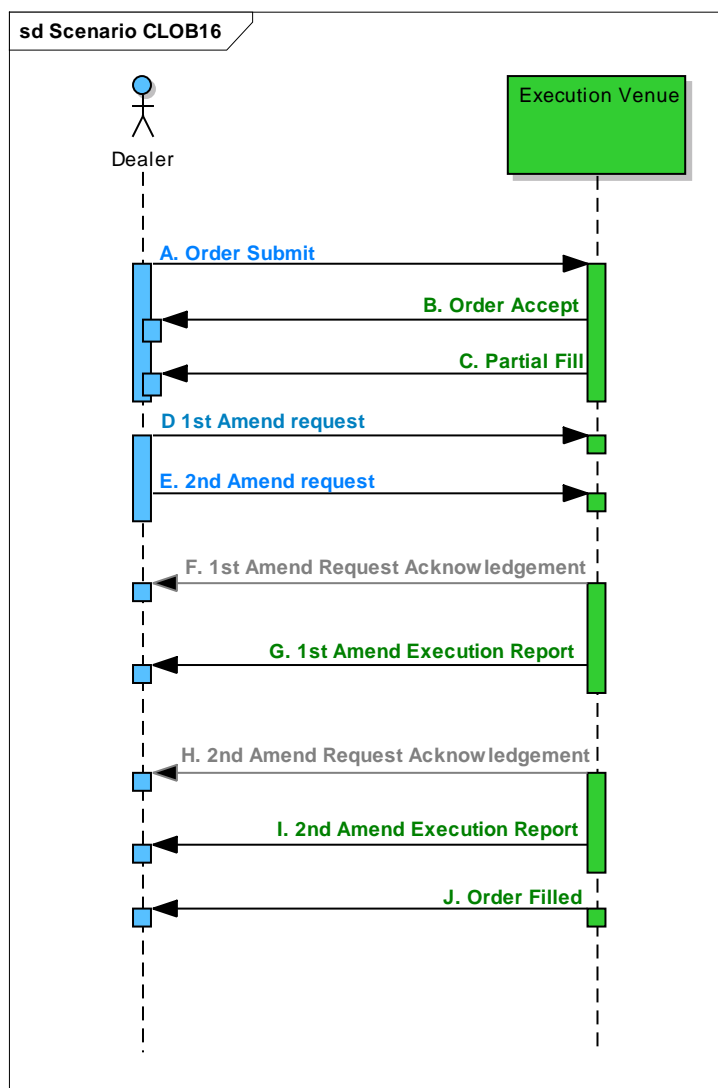 sd Scenario CLOB16
Execution Venue
Dealer
A. Order Submit
B. Order Accept
C. Partial Fill
D 1st Amend request
E. 2nd Amend request
F. 1st Amend Request Acknowledgement
G. 1st Amend Execution Report
H. 2nd Amend Request Acknowledgement
I. 2nd Amend Execution Report
J. Order Filled